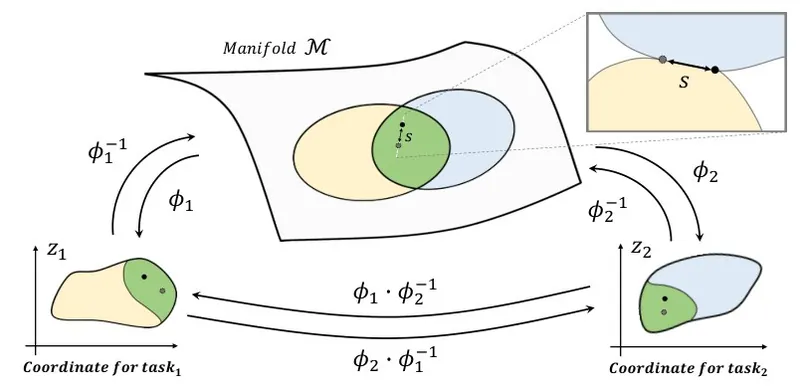 Manifold ℳ
S
s
ϕ₁⁻¹
ϕ₁
ϕ₂
ϕ₂⁻¹
z₁
z₂
ϕ₁ · ϕ₂⁻¹
ϕ₂ · ϕ₁⁻¹
Coordinate for task₁
Coordinate for task₂